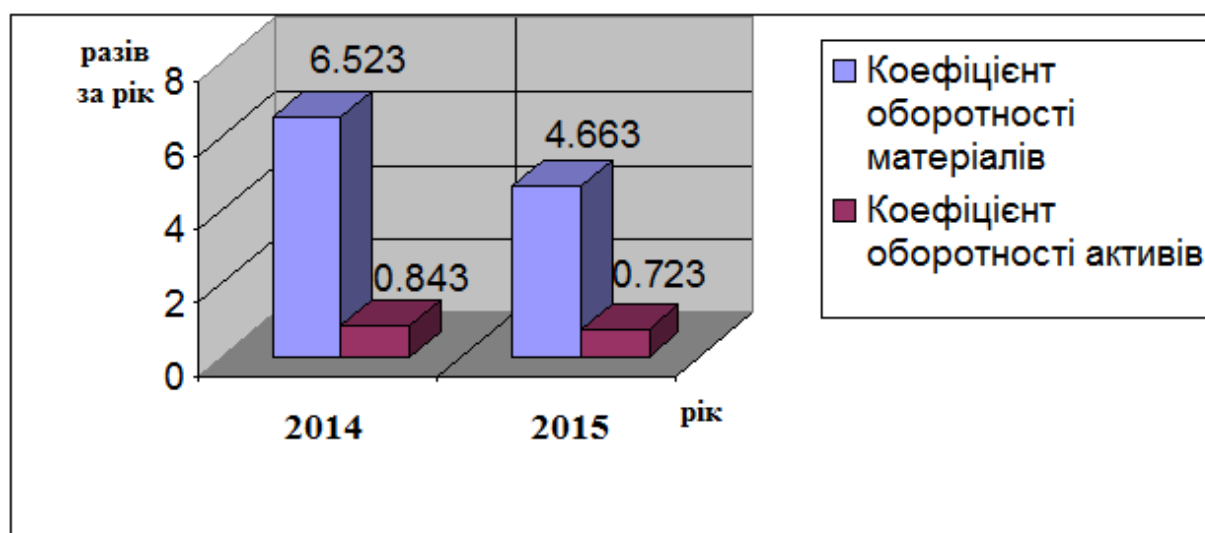 разів
за рік
8
6
4
2
0
6.523
0.843
4.663
0.723
2014
2015
рік
Коефіцієнт
оборотності
матеріалів
Коефіцієнт
оборотності активів